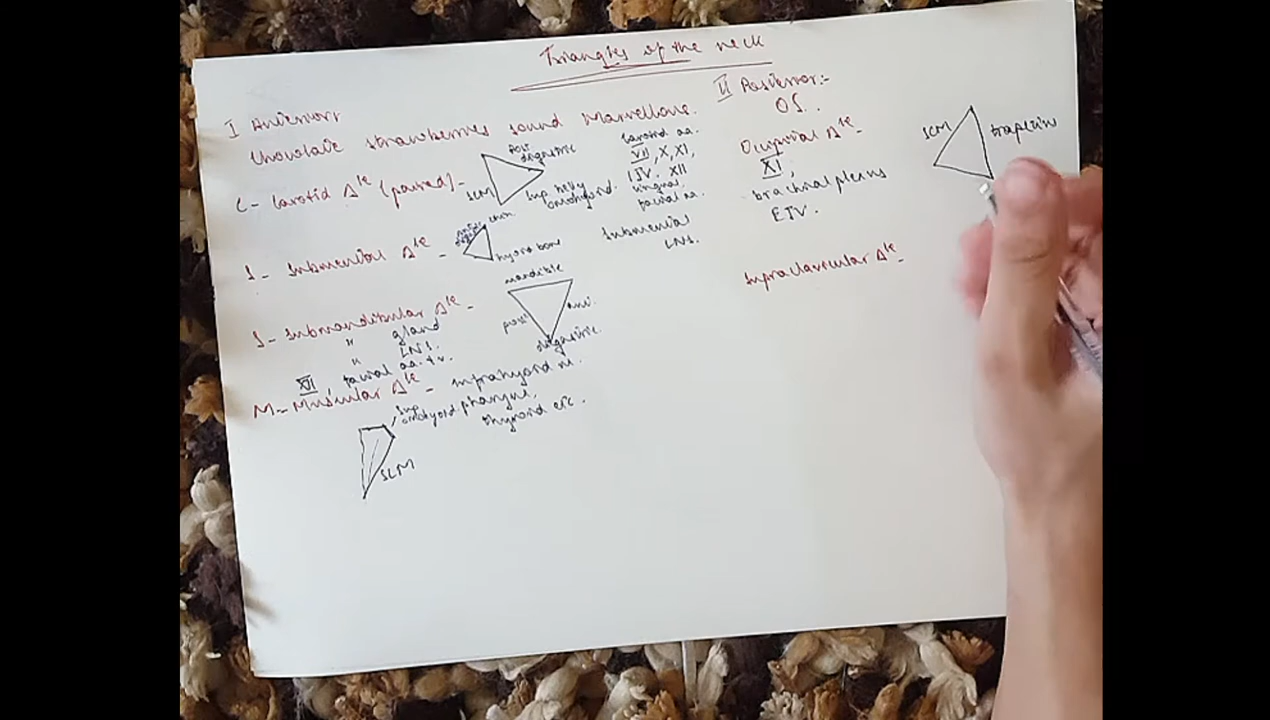 Triangles of the neck
I Anterior:
Chocolate strawberries sound marvellous.
C - Carotid Δle (paired) -
post digastric
SCM
Sup belly omohyoid.
Carotid aa.
VII, X, XI,
IJV. XII
lingual,
facial aa.
S - Submental Δle -
chin.
hyoid bone
Submental
LNs.
S - Submandibular Δle -
" gland
" LNs.
XII, facial aa. + v.
mandible
post.
ant.
digastric.
M - Muscular Δle - infrahyoid m.
pharynx,
thyroid etc.
Sup omohyoid
SCM
II Posterior:-
OS.
Occipital Δle -
XI,
brachial plexus
EJV.
SCM
trapezius
Supraclavicular Δle -